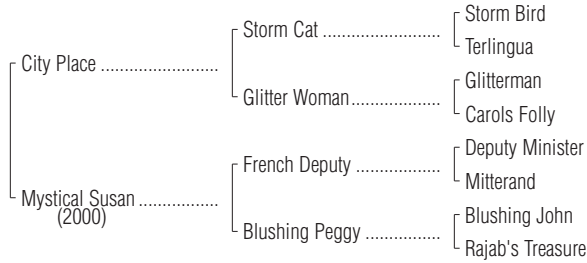 Storm Bird
Storm Cat ............................
Terlingua
City Place ............................
Glitterman
Glitter Woman .....................
Carols Folly
Deputy Minister
French Deputy ....................
Mitterand
Mystical Susan ...................
(2000)
Blushing John
Blushing Peggy ..................
Rajab's Treasure